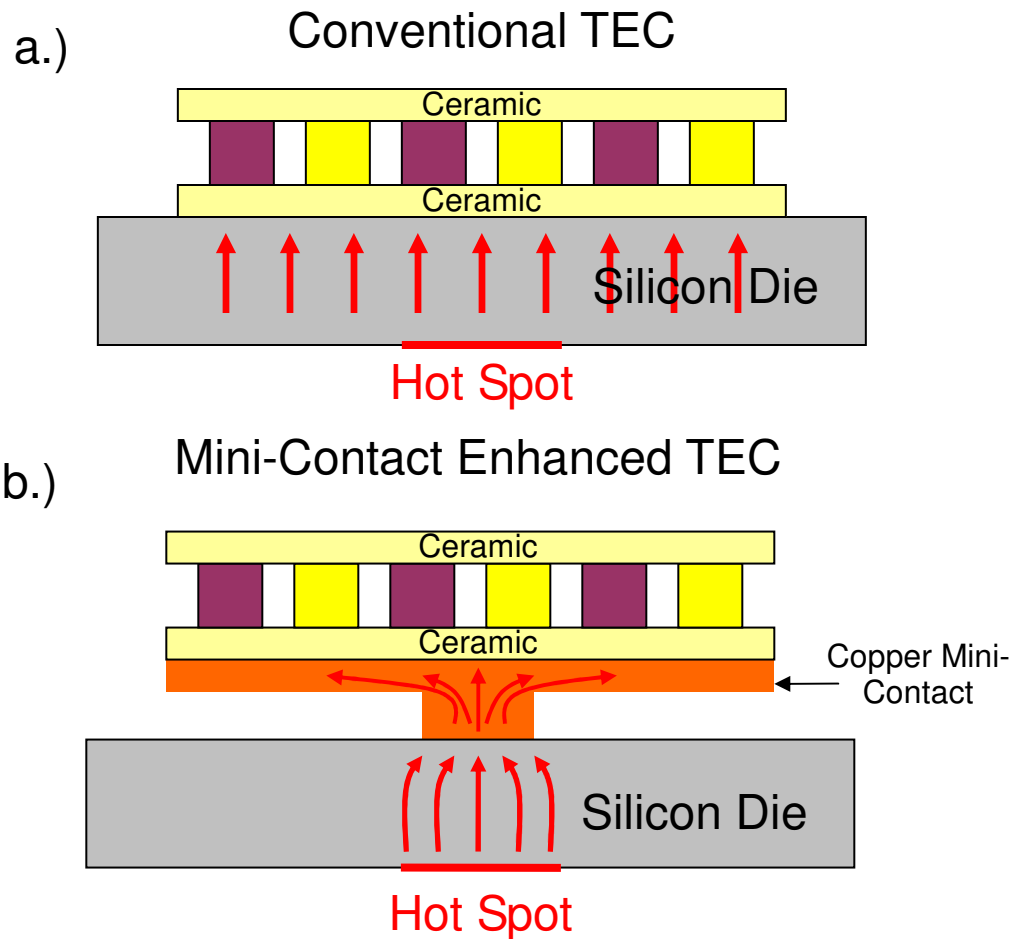 a.)
Conventional TEC
Ceramic
Ceramic
Silicon Die
Hot Spot
b.)
Mini-Contact Enhanced TEC
Ceramic
Ceramic
Copper Mini-
Contact
Silicon Die
Hot Spot